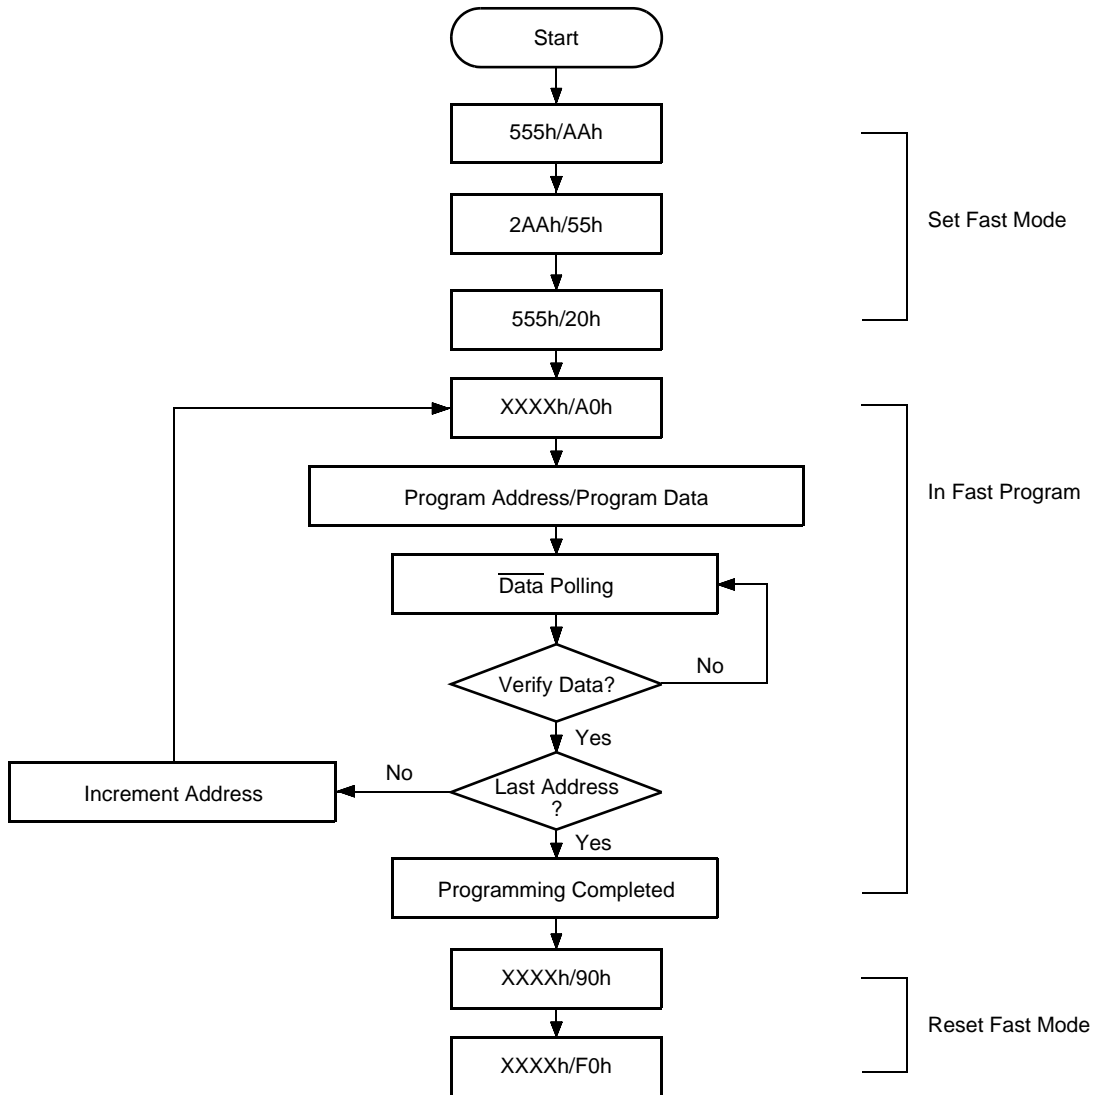 Start
555h/AAh
2AAh/55h
Set Fast Mode
555h/20h
XXXXh/A0h
Program Address/Program Data
In Fast Program
Data Polling
Verify Data?
No
Yes
Increment Address
No
Last Address
?
Yes
Programming Completed
XXXXh/90h
Reset Fast Mode
XXXXh/F0h